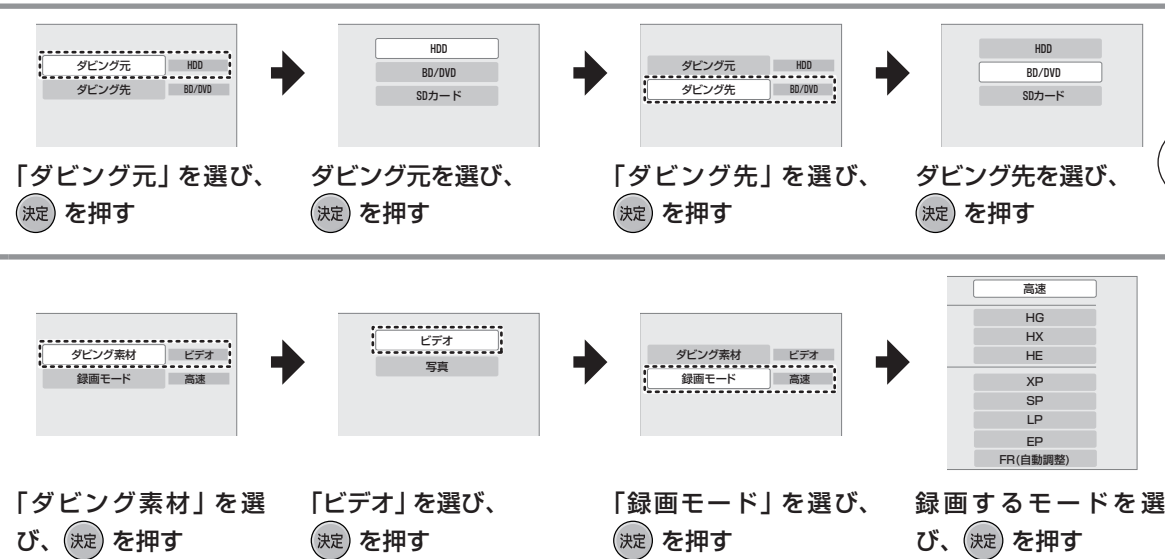 ダビング元 HDD
ダビング先 BD/DVD
HDD
BD/DVD
SDカード
ダビング元 HDD
ダビング先 BD/DVD
HDD
BD/DVD
SDカード
「ダビング元」を選び、
決定 を押す
ダビング元を選び、
決定 を押す
「ダビング先」を選び、
決定 を押す
ダビング先を選び、
決定 を押す
ダビング素材 ビデオ
録画モード 高速
ビデオ
写真
ダビング素材 ビデオ
録画モード 高速
高速
HG
HX
HE
XP
SP
LP
EP
FR(自動調整)
「ダビング素材」を選
び、決定 を押す
「ビデオ」を選び、
決定 を押す
「録画モード」を選び、
決定 を押す
録画するモードを選
び、決定 を押す